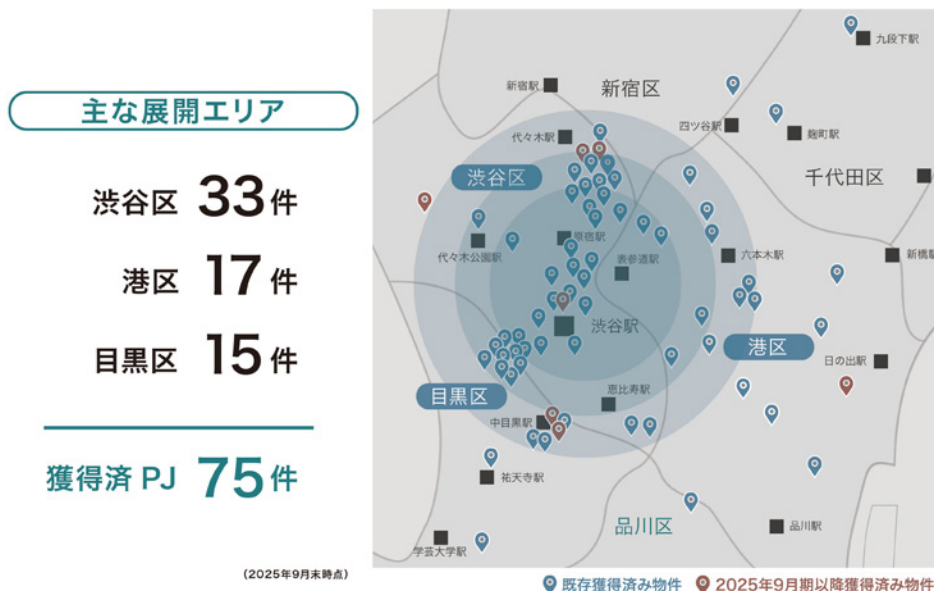 主な展開エリア
渋谷区 33件
港区 17件
目黒区 15件
獲得済 PJ 75件
(2025年9月末時点)
九段下駅
新宿駅
新宿区
四ツ谷駅
麹町駅
代々木駅
渋谷区
千代田区
原宿駅
代々木公園駅
表参道駅
六本木駅
新橋駅
渋谷駅
港区
日の出駅
目黒区
恵比寿駅
中目黒駅
祐天寺駅
品川区
品川駅
学芸大学駅
既存獲得済み物件
2025年9月期以降獲得済み物件